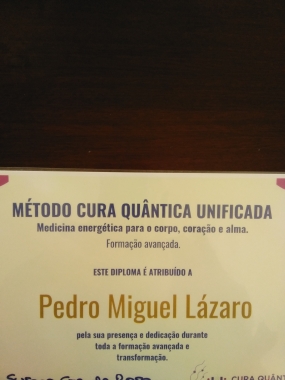 MÉTODO CURA QUÂNTICA UNIFICADA
Medicina energética para o corpo, coração e alma.
Formação avançada.
ESTE DIPLOMA É ATRIBUÍDO A
Pedro Miguel Lázaro
pela sua presença e dedicação durante
toda a formação avançada e
transformação.
CURA QUÂNT